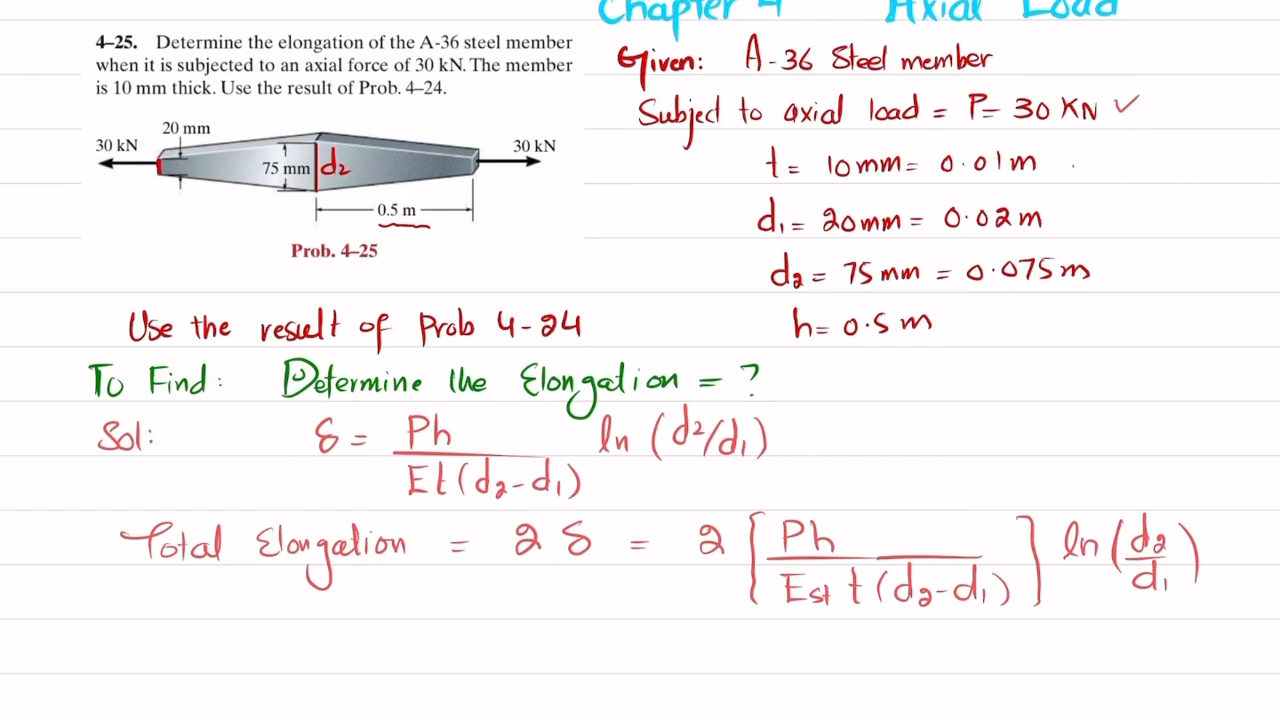 Chapter 4 Axial Load
4–25. Determine the elongation of the A-36 steel member
when it is subjected to an axial force of 30 kN. The member
is 10 mm thick. Use the result of Prob. 4–24.
20 mm
30 kN
30 kN
75 mm
d2
0.5 m
Prob. 4–25
Given: A-36 Steel member
Subject to axial load = P= 30 KN ✓
t = 10mm = 0.01m
d₁ = 20mm = 0.02m
d₂ = 75mm = 0.075m
h = 0.5 m
Use the result of Prob 4-24
To Find: Determine the Elongation = ?
Sol: δ = Ph / Et(d₂-d₁) ln (d2/d₁)
Total Elongation = 2 δ = 2 [Ph / Est t(d₂-d₁)] ln (d₂/d₁)